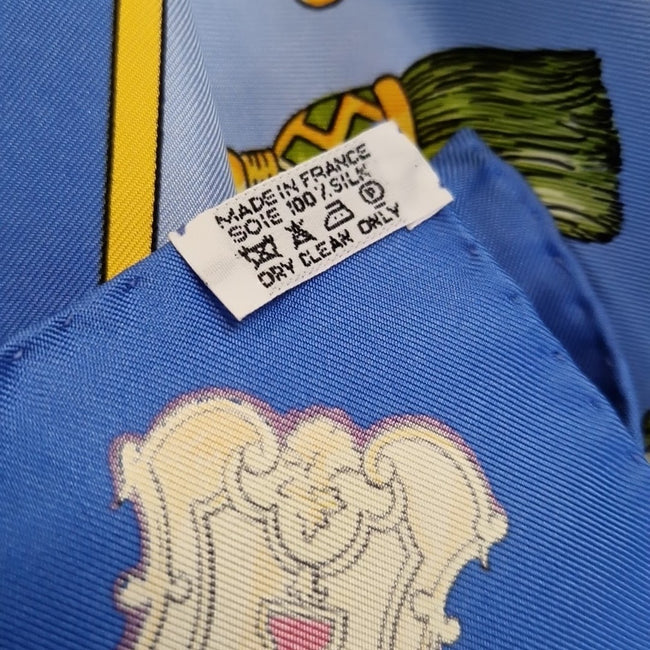 MADE IN FRANCE
SOIE 100% SILK
P
DRY CLEAN ONLY